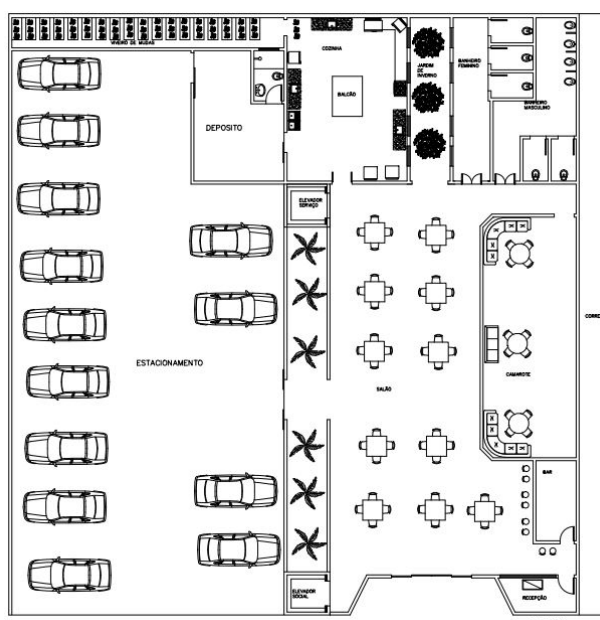 VIVEIRO DE MUDAS
COZINHA
JARDIM
DE
INVERNO
BANHEIRO
FEMININO
BALCÃO
BANHEIRO
MASCULINO
DEPOSITO
ELEVADOR
SERVIÇO
CORRE
ESTACIONAMENTO
CAMAROTE
SALÃO
BAR
ELEVADOR
SOCIAL
RECEPÇÃO